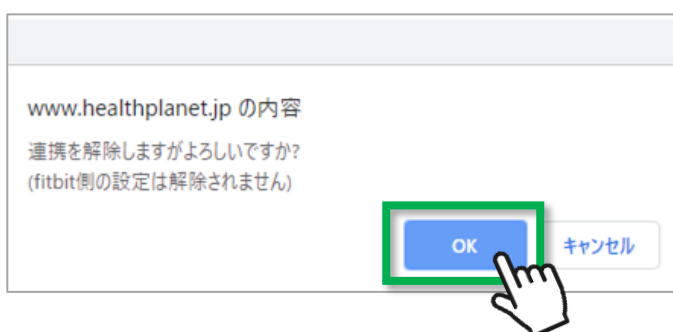 www.healthplanet.jp の内容
連携を解除しますがよろしいですか?
(fitbit側の設定は解除されません)
OK キャンセル